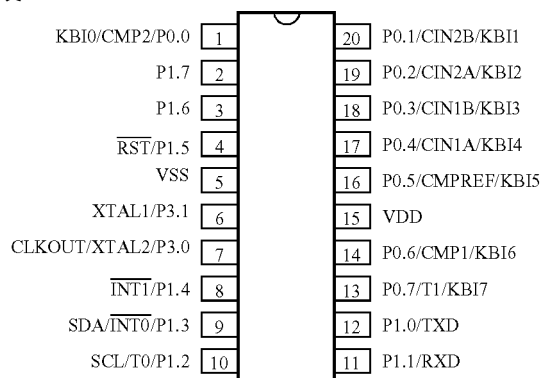 KBI0/CMP2/P0.0 1 20 P0.1/CIN2B/KBI1
P1.7 2 19 P0.2/CIN2A/KBI2
P1.6 3 18 P0.3/CIN1B/KBI3
RST/P1.5 4 17 P0.4/CIN1A/KBI4
VSS 5 16 P0.5/CMPREF/KBI5
XTAL1/P3.1 6 15 VDD
CLKOUT/XTAL2/P3.0 7 14 P0.6/CMP1/KBI6
INT1/P1.4 8 13 P0.7/T1/KBI7
SDA/INT0/P1.3 9 12 P1.0/TXD
SCL/T0/P1.2 10 11 P1.1/RXD